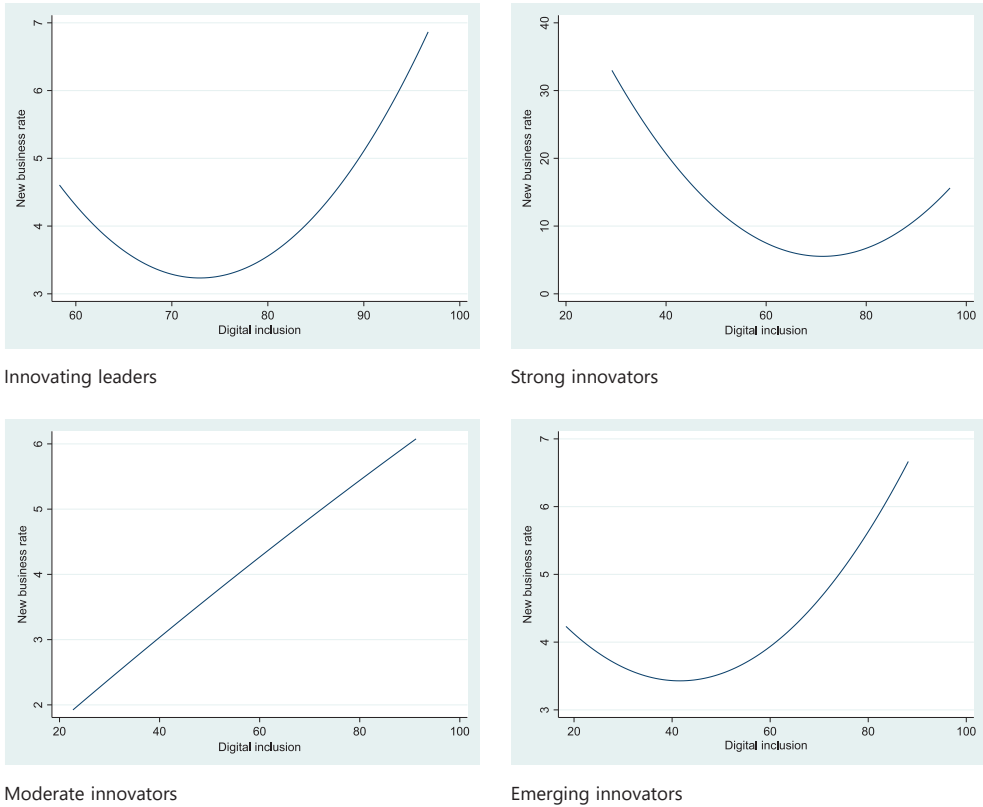 7
6
5
4
3
New business rate
60 70 80 90 100
Digital inclusion
Innovating leaders
40
30
20
10
0
New business rate
20 40 60 80 100
Digital inclusion
Strong innovators
6
5
4
3
2
New business rate
20 40 60 80 100
Digital inclusion
Moderate innovators
7
6
5
4
3
New business rate
20 40 60 80 100
Digital inclusion
Emerging innovators